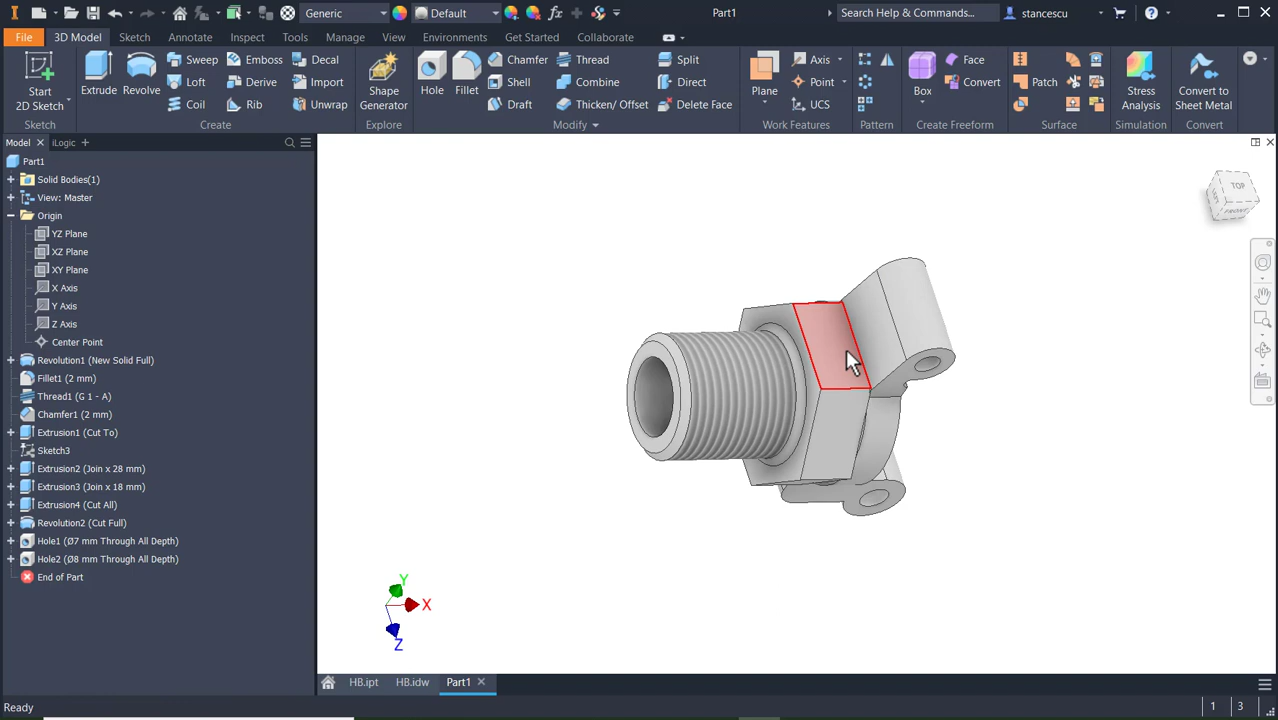 Generic
Default
fx
Part1
Search Help & Commands...
stancescu
File
3D Model
Sketch
Annotate
Inspect
Tools
Manage
View
Environments
Get Started
Collaborate
Start
2D Sketch
Extrude
Revolve
Sweep
Loft
Coil
Emboss
Derive
Rib
Decal
Import
Unwrap
Shape
Generator
Hole
Fillet
Chamfer
Shell
Draft
Thread
Combine
Thicken/ Offset
Split
Direct
Delete Face
Plane
Axis
Point
UCS
Box
Face
Convert
Patch
Stress
Analysis
Convert to
Sheet Metal
Sketch
Create
Explore
Modify
Work Features
Pattern
Create Freeform
Surface
Simulation
Convert
Model
iLogic
Part1
Solid Bodies(1)
View: Master
Origin
YZ Plane
XZ Plane
XY Plane
X Axis
Y Axis
Z Axis
Center Point
Revolution1 (New Solid Full)
Fillet1 (2 mm)
Thread1 (G 1 - A)
Chamfer1 (2 mm)
Extrusion1 (Cut To)
Sketch3
Extrusion2 (Join x 28 mm)
Extrusion3 (Join x 18 mm)
Extrusion4 (Cut All)
Revolution2 (Cut Full)
Hole1 (Ø7 mm Through All Depth)
Hole2 (Ø8 mm Through All Depth)
End of Part
TOP
LEFT
FRONT
Y
X
Z
HB.ipt
HB.idw
Part1
Ready
1
3